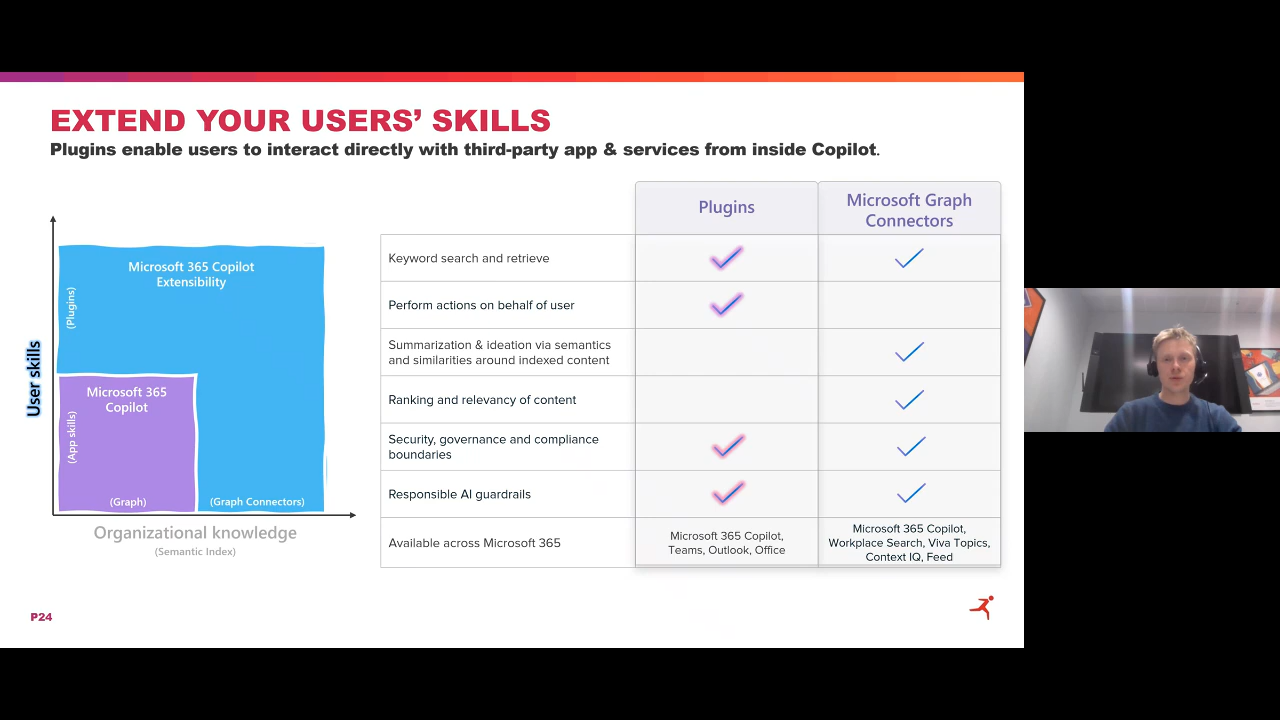 EXTEND YOUR USERS’ SKILLS
Plugins enable users to interact directly with third-party app & services from inside Copilot.
User skills
Microsoft 365 Copilot
Extensibility
(Plugins)
Microsoft 365
Copilot
(App skills)
(Graph)
(Graph Connectors)
Organizational knowledge
(Semantic Index)
Plugins
Microsoft Graph
Connectors
Keyword search and retrieve
Perform actions on behalf of user
Summarization & ideation via semantics
and similarities around indexed content
Ranking and relevancy of content
Security, governance and compliance
boundaries
Responsible AI guardrails
Available across Microsoft 365
Microsoft 365 Copilot,
Teams, Outlook, Office
Microsoft 365 Copilot,
Workplace Search, Viva Topics,
Context IQ, Feed
P24